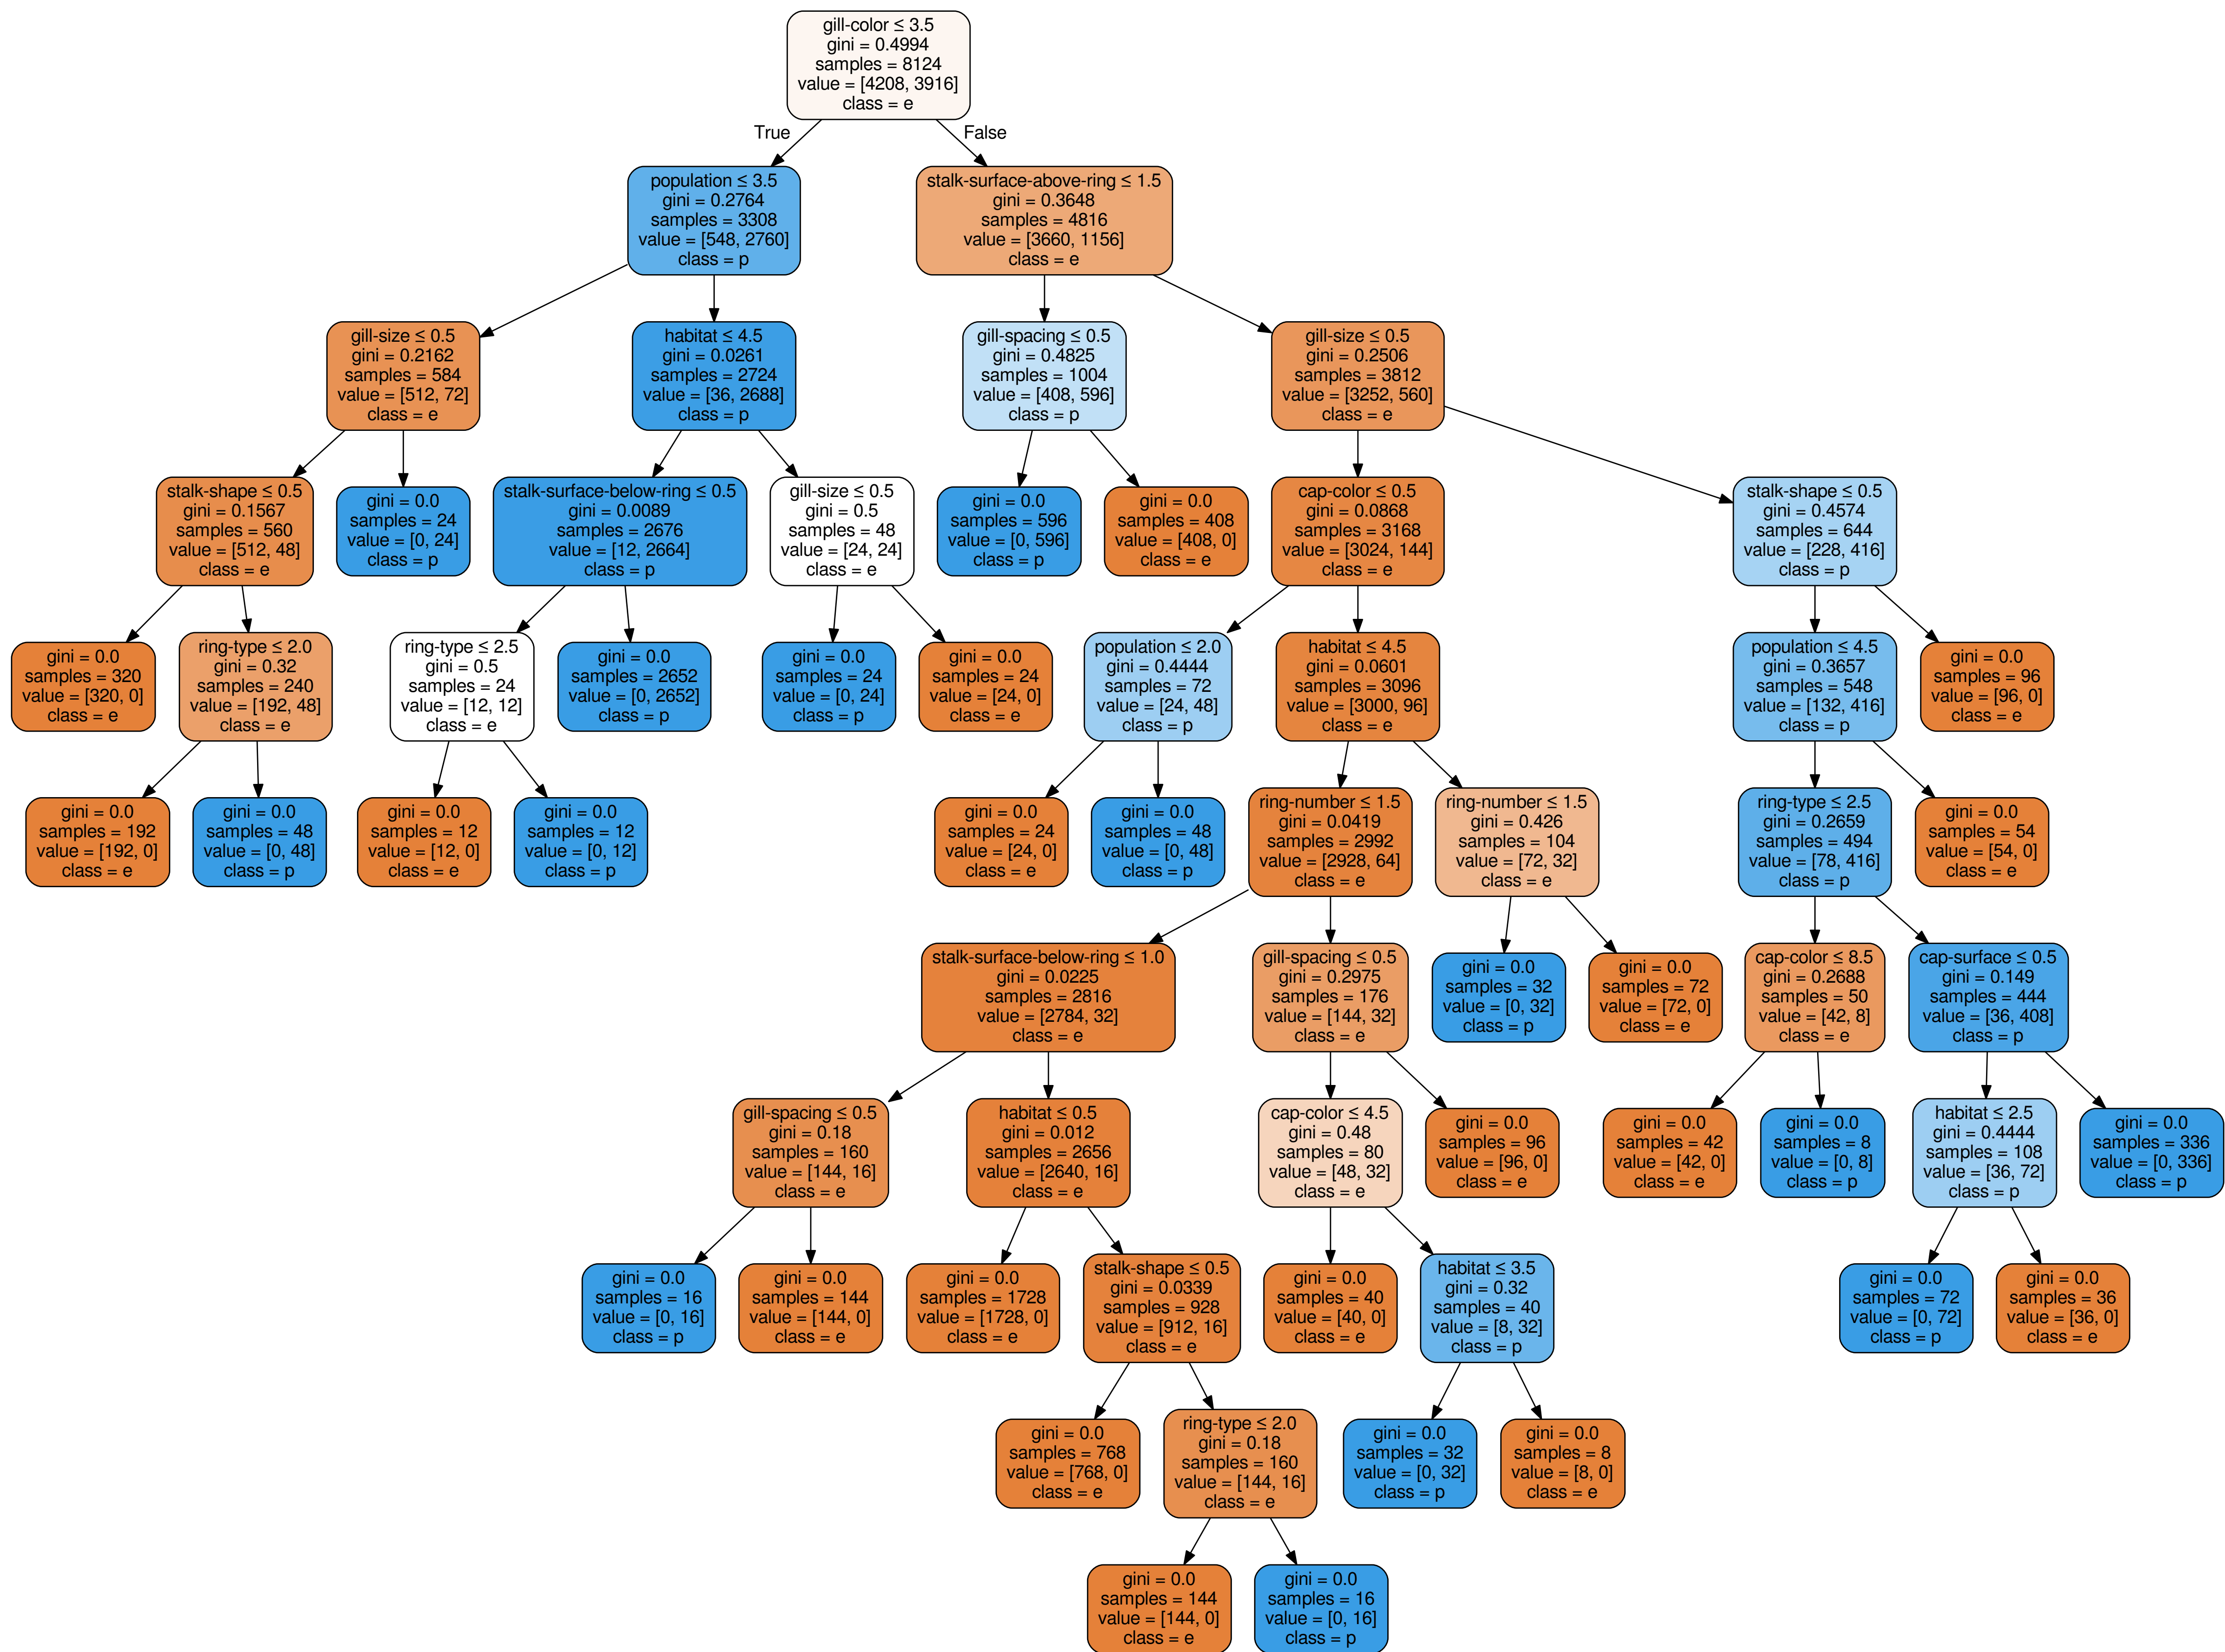 gill-color ≤ 3.5
gini = 0.4994
samples = 8124
value = [4208, 3916]
class = e
True
False
population ≤ 3.5
gini = 0.2764
samples = 3308
value = [548, 2760]
class = p
stalk-surface-above-ring ≤ 1.5
gini = 0.3648
samples = 4816
value = [3660, 1156]
class = e
gill-size ≤ 0.5
gini = 0.2162
samples = 584
value = [512, 72]
class = e
habitat ≤ 4.5
gini = 0.0261
samples = 2724
value = [36, 2688]
class = p
gill-spacing ≤ 0.5
gini = 0.4825
samples = 1004
value = [408, 596]
class = p
gill-size ≤ 0.5
gini = 0.2506
samples = 3812
value = [3252, 560]
class = e
stalk-shape ≤ 0.5
gini = 0.1567
samples = 560
value = [512, 48]
class = e
gini = 0.0
samples = 24
value = [0, 24]
class = p
stalk-surface-below-ring ≤ 0.5
gini = 0.0089
samples = 2676
value = [12, 2664]
class = p
gill-size ≤ 0.5
gini = 0.5
samples = 48
value = [24, 24]
class = e
gini = 0.0
samples = 596
value = [0, 596]
class = p
gini = 0.0
samples = 408
value = [408, 0]
class = e
cap-color ≤ 0.5
gini = 0.0868
samples = 3168
value = [3024, 144]
class = e
stalk-shape ≤ 0.5
gini = 0.4574
samples = 644
value = [228, 416]
class = p
gini = 0.0
samples = 320
value = [320, 0]
class = e
ring-type ≤ 2.0
gini = 0.32
samples = 240
value = [192, 48]
class = e
ring-type ≤ 2.5
gini = 0.5
samples = 24
value = [12, 12]
class = e
gini = 0.0
samples = 2652
value = [0, 2652]
class = p
gini = 0.0
samples = 24
value = [0, 24]
class = p
gini = 0.0
samples = 24
value = [24, 0]
class = e
population ≤ 2.0
gini = 0.4444
samples = 72
value = [24, 48]
class = p
habitat ≤ 4.5
gini = 0.0601
samples = 3096
value = [3000, 96]
class = e
population ≤ 4.5
gini = 0.3657
samples = 548
value = [132, 416]
class = p
gini = 0.0
samples = 96
value = [96, 0]
class = e
gini = 0.0
samples = 192
value = [192, 0]
class = e
gini = 0.0
samples = 48
value = [0, 48]
class = p
gini = 0.0
samples = 12
value = [12, 0]
class = e
gini = 0.0
samples = 12
value = [0, 12]
class = p
gini = 0.0
samples = 24
value = [24, 0]
class = e
gini = 0.0
samples = 48
value = [0, 48]
class = p
ring-number ≤ 1.5
gini = 0.0419
samples = 2992
value = [2928, 64]
class = e
ring-number ≤ 1.5
gini = 0.426
samples = 104
value = [72, 32]
class = e
ring-type ≤ 2.5
gini = 0.2659
samples = 494
value = [78, 416]
class = p
gini = 0.0
samples = 54
value = [54, 0]
class = e
stalk-surface-below-ring ≤ 1.0
gini = 0.0225
samples = 2816
value = [2784, 32]
class = e
gill-spacing ≤ 0.5
gini = 0.2975
samples = 176
value = [144, 32]
class = e
gini = 0.0
samples = 32
value = [0, 32]
class = p
gini = 0.0
samples = 72
value = [72, 0]
class = e
cap-color ≤ 8.5
gini = 0.2688
samples = 50
value = [42, 8]
class = e
cap-surface ≤ 0.5
gini = 0.149
samples = 444
value = [36, 408]
class = p
gill-spacing ≤ 0.5
gini = 0.18
samples = 160
value = [144, 16]
class = e
habitat ≤ 0.5
gini = 0.012
samples = 2656
value = [2640, 16]
class = e
cap-color ≤ 4.5
gini = 0.48
samples = 80
value = [48, 32]
class = e
gini = 0.0
samples = 96
value = [96, 0]
class = e
gini = 0.0
samples = 42
value = [42, 0]
class = e
gini = 0.0
samples = 8
value = [0, 8]
class = p
habitat ≤ 2.5
gini = 0.4444
samples = 108
value = [36, 72]
class = p
gini = 0.0
samples = 336
value = [0, 336]
class = p
gini = 0.0
samples = 16
value = [0, 16]
class = p
gini = 0.0
samples = 144
value = [144, 0]
class = e
gini = 0.0
samples = 1728
value = [1728, 0]
class = e
stalk-shape ≤ 0.5
gini = 0.0339
samples = 928
value = [912, 16]
class = e
gini = 0.0
samples = 40
value = [40, 0]
class = e
habitat ≤ 3.5
gini = 0.32
samples = 40
value = [8, 32]
class = p
gini = 0.0
samples = 72
value = [0, 72]
class = p
gini = 0.0
samples = 36
value = [36, 0]
class = e
gini = 0.0
samples = 768
value = [768, 0]
class = e
ring-type ≤ 2.0
gini = 0.18
samples = 160
value = [144, 16]
class = e
gini = 0.0
samples = 32
value = [0, 32]
class = p
gini = 0.0
samples = 8
value = [8, 0]
class = e
gini = 0.0
samples = 144
value = [144, 0]
class = e
gini = 0.0
samples = 16
value = [0, 16]
class = p